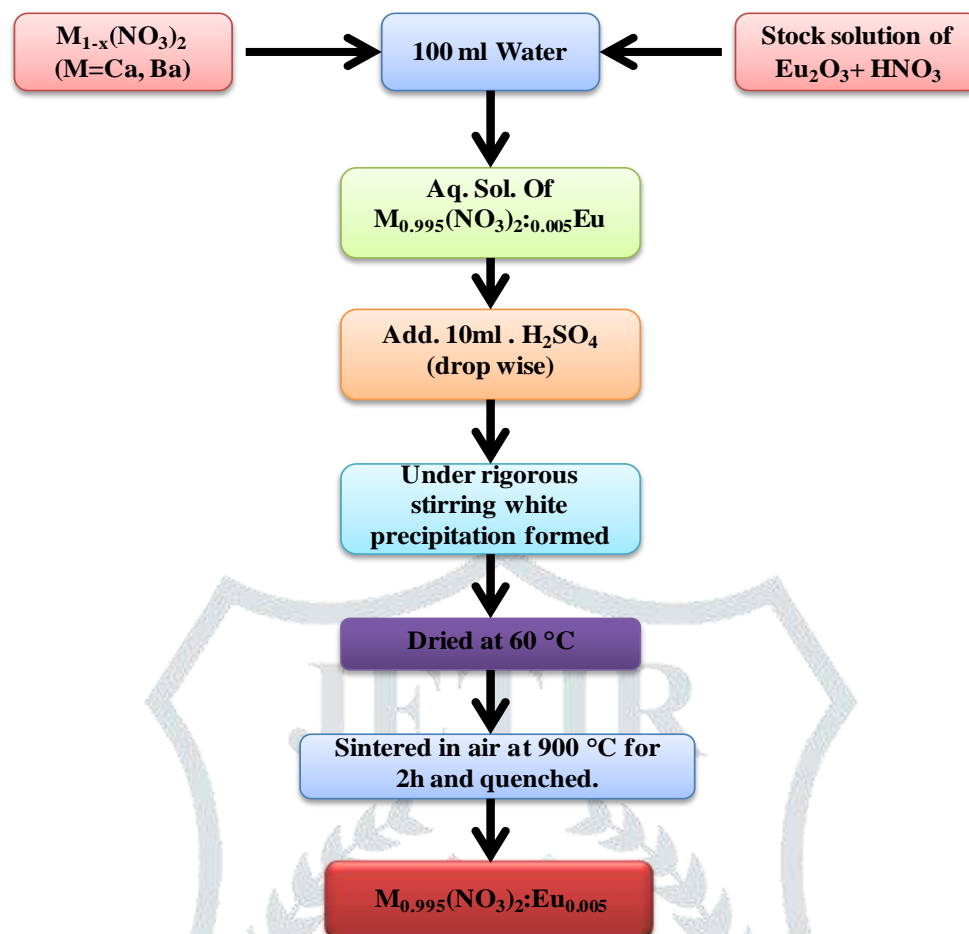 M₁₋ₓ(NO₃)₂
(M=Ca, Ba)
100 ml Water
Stock solution of
Eu₂O₃+ HNO₃
Aq. Sol. Of
M₀.₉₉₅(NO₃)₂:₀.₀₀₅Eu
Add. 10ml . H₂SO₄
(drop wise)
Under rigorous
stirring white
precipitation formed
Dried at 60 °C
JETIR
Sintered in air at 900 °C for
2h and quenched.
M₀.₉₉₅(NO₃)₂:Eu₀.₀₀₅